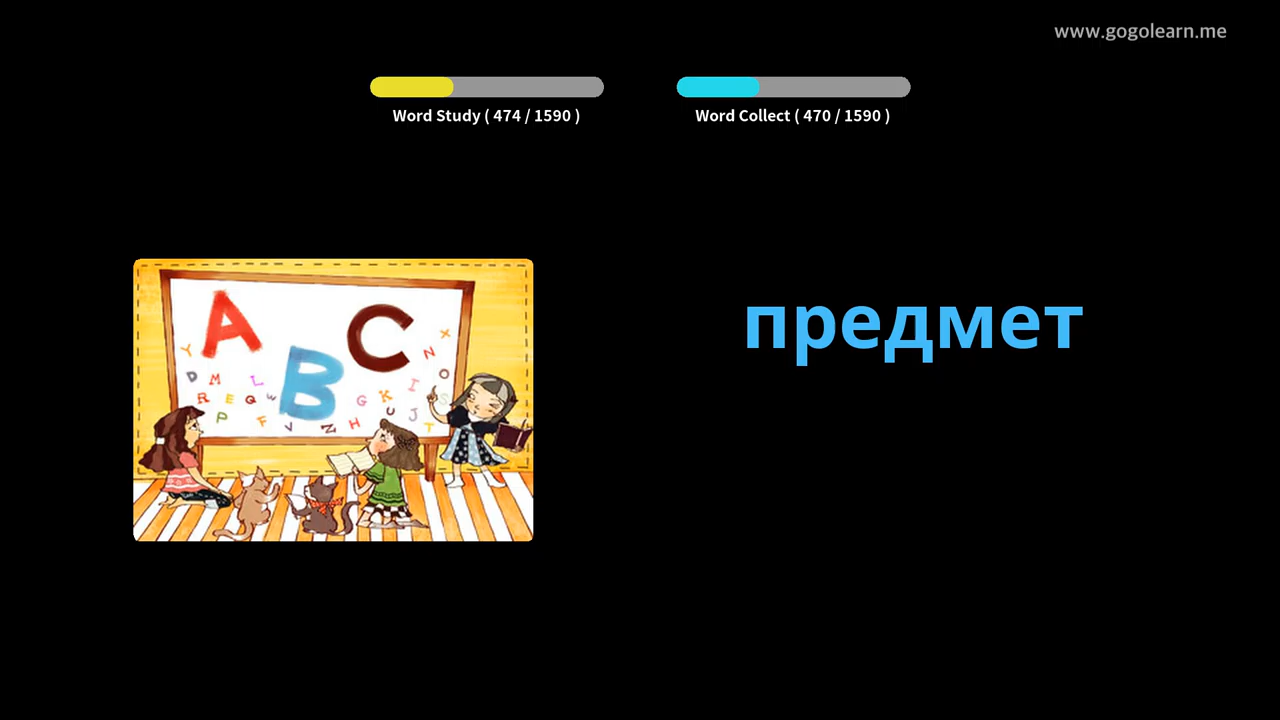 www.gogolearn.me
Word Study ( 474 / 1590 )
Word Collect ( 470 / 1590 )
предмет
A
B
C
X
Y
N
D
M
L
O
I
R
E
Q
W
G
K
S
P
F
V
Z
H
U
J
T